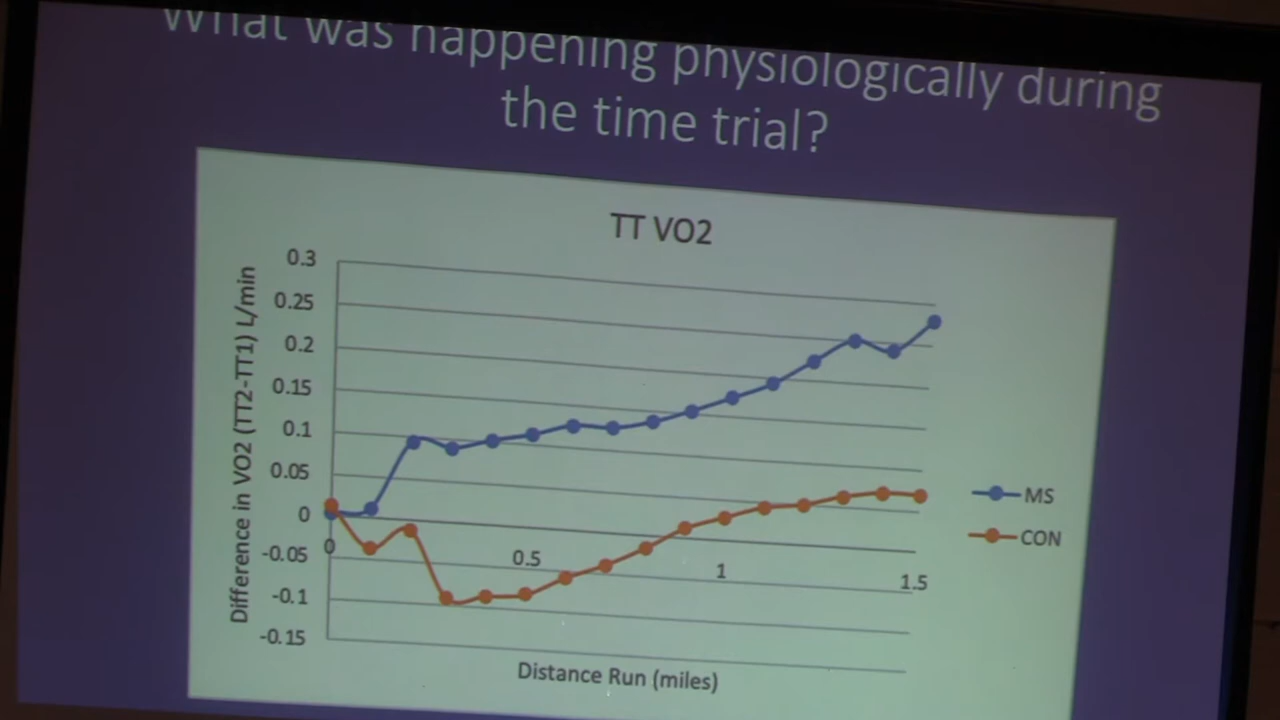 What was happening physiologically during
the time trial?
TT VO2
0.3
0.25
0.2
0.15
0.1
0.05
0
-0.05
-0.1
-0.15
Difference in VO2 (TT2-TT1) L/min
0
0.5
1
1.5
Distance Run (miles)
MS
CON